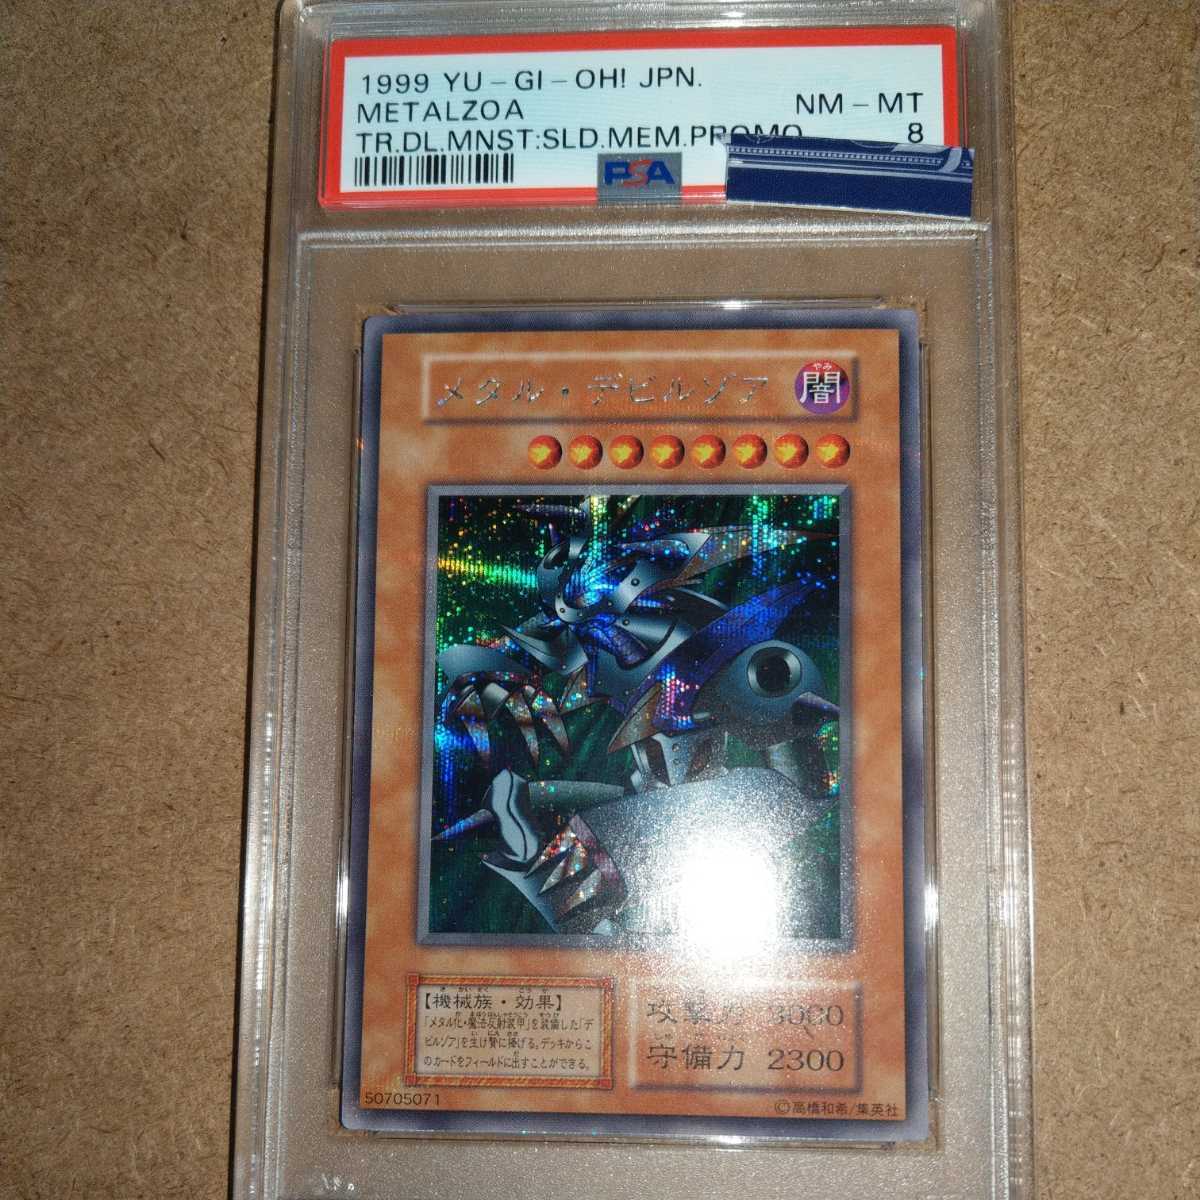 1999 YU-GI-OH! JPN.
METALZOA
NM - MT
TR.DL.MNST:SLD.MEM.PROMO
8
PSA
メタル・デビルゾア
やみ
闇
【機械族・効果】
「メタル化・魔法反射装甲」を装備した「デ
ビルゾア」を生け贄に捧げる。デッキからこ
のカードをフィールドに出すことができる。
攻撃力 3000
守備力 2300
50705071
©高橋和希/集英社